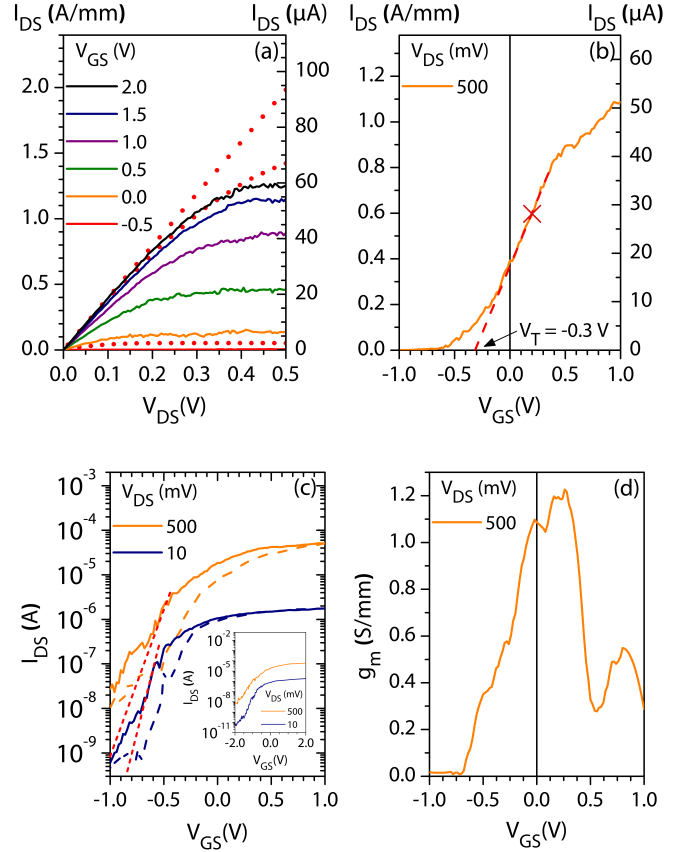 I_DS (A/mm) I_DS (μA)
(a)
V_GS (V)
2.0
1.5
1.0
0.5
0.0
-0.5
2.0
1.5
1.0
0.5
0.0
100
80
60
40
20
0
0.0 0.1 0.2 0.3 0.4 0.5
V_DS(V)
I_DS (A/mm) I_DS (μA)
(b)
V_DS (mV)
500
1.2
1.0
0.8
0.6
0.4
0.2
0.0
60
50
40
30
20
10
0
V_T = -0.3 V
-1.0 -0.5 0.0 0.5 1.0
V_GS(V)
(c)
V_DS (mV)
500
10
I_DS (A)
10^-3
10^-4
10^-5
10^-6
10^-7
10^-8
10^-9
-1.0 -0.5 0.0 0.5 1.0
V_GS(V)
I_DS (A)
10^-2
10^-5
10^-8
10^-11
V_DS (mV)
500
10
-2.0 0.0 2.0
V_GS(V)
(d)
V_DS (mV)
500
g_m (S/mm)
1.2
1.0
0.8
0.6
0.4
0.2
0.0
-1.0 -0.5 0.0 0.5 1.0
V_GS(V)